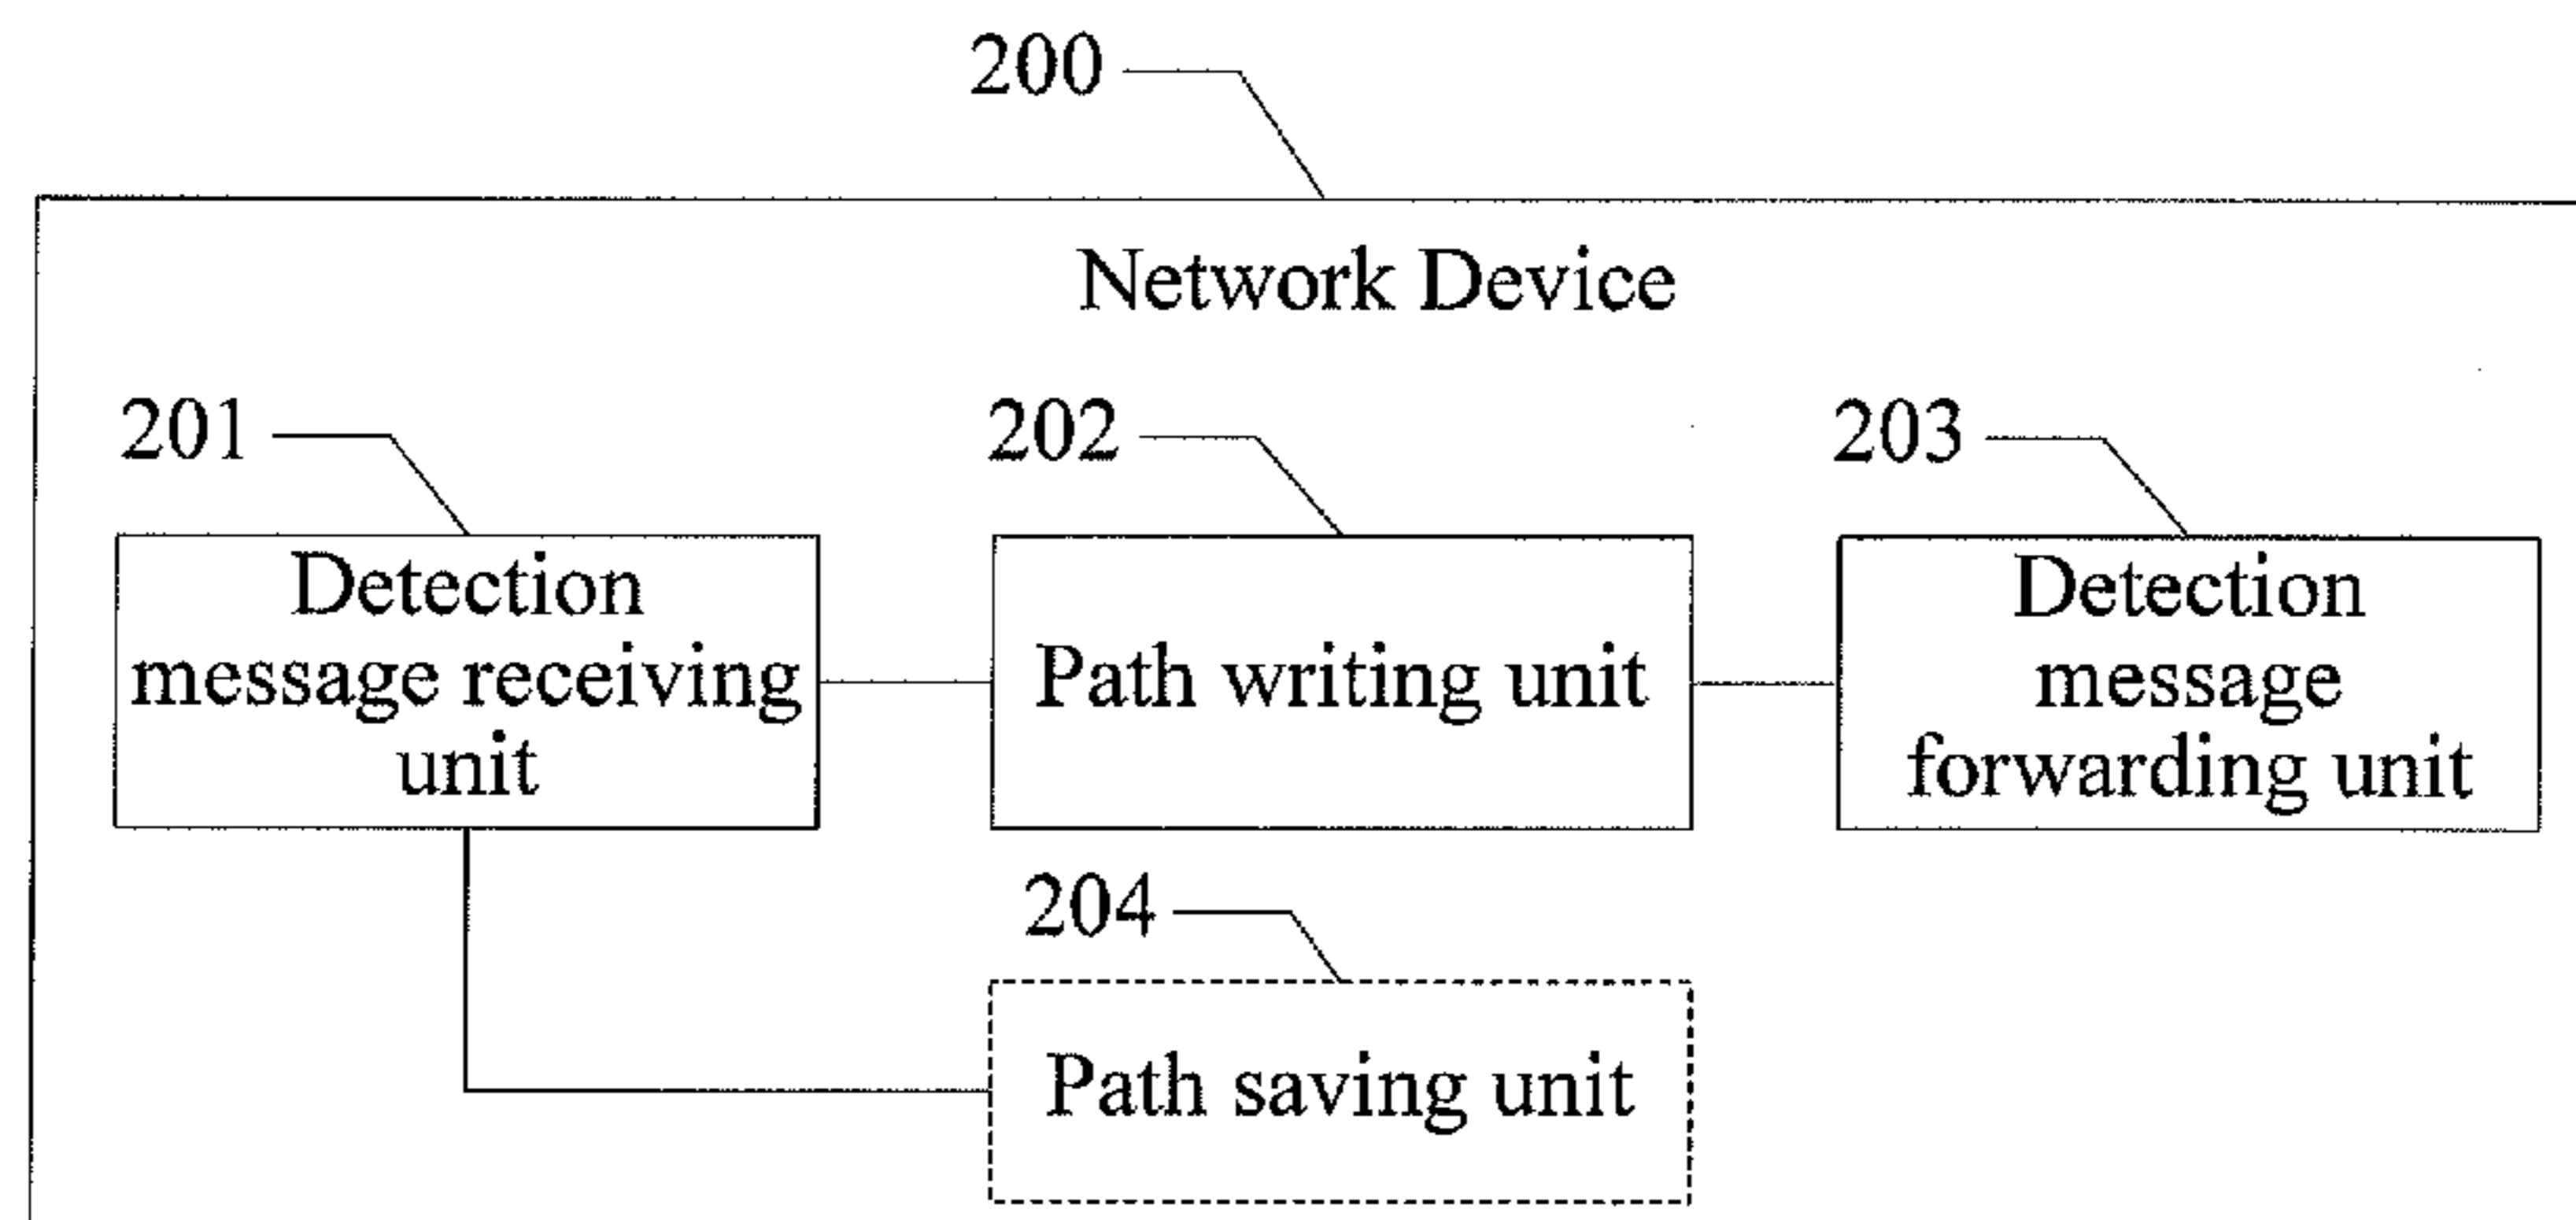 200
Network Device
201
202
203
Detection
message receiving
unit
Path writing unit
Detection
message
forwarding unit
204
Path saving unit